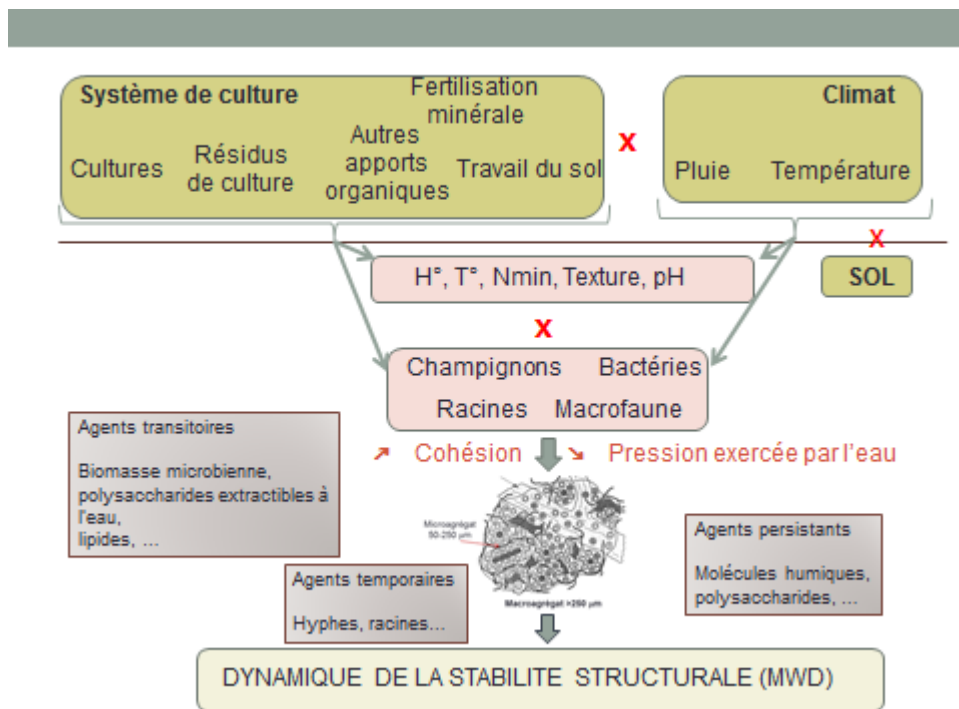 Système de culture
Fertilisation
minérale
Cultures
Résidus
de culture
Autres
apports
organiques
Travail du sol
x
Climat
Pluie
Température
x
SOL
H°, T°, Nmin, Texture, pH
x
Champignons
Bactéries
Racines
Macrofaune
↗ Cohésion
↘ Pression exercée par l'eau
Agents transitoires
Biomasse microbienne,
polysaccharides extractibles à
l'eau,
lipides, ...
Microagrégat
50-250 µm
Macroagrégat >250 µm
Agents temporaires
Hyphes, racines...
Agents persistants
Molécules humiques,
polysaccharides, ...
DYNAMIQUE DE LA STABILITE STRUCTURALE (MWD)